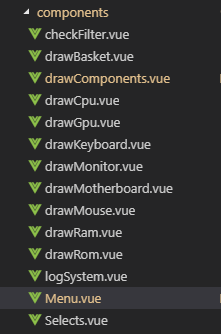 components
checkFilter.vue
drawBasket.vue
drawComponents.vue
drawCpu.vue
drawGpu.vue
drawKeyboard.vue
drawMonitor.vue
drawMotherboard.vue
drawMouse.vue
drawRam.vue
drawRom.vue
logSystem.vue
Menu.vue
Selects.vue